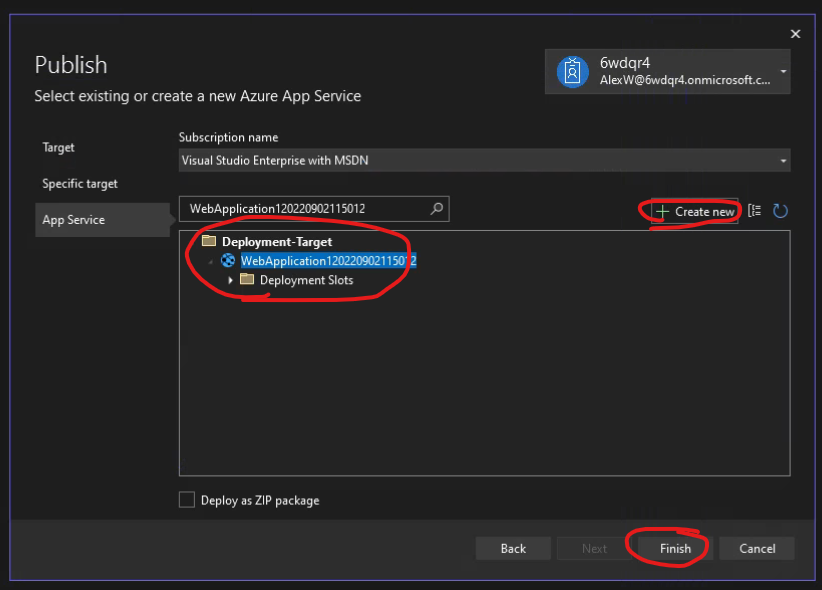 Publish
Select existing or create a new Azure App Service
6wdqr4
AlexW@6wdqr4.onmicrosoft.c...
Target
Specific target
App Service
Subscription name
Visual Studio Enterprise with MSDN
WebApplication120220902115012
Create new
Deployment-Target
WebApplication120220902115012
Deployment Slots
Deploy as ZIP package
Back
Next
Finish
Cancel